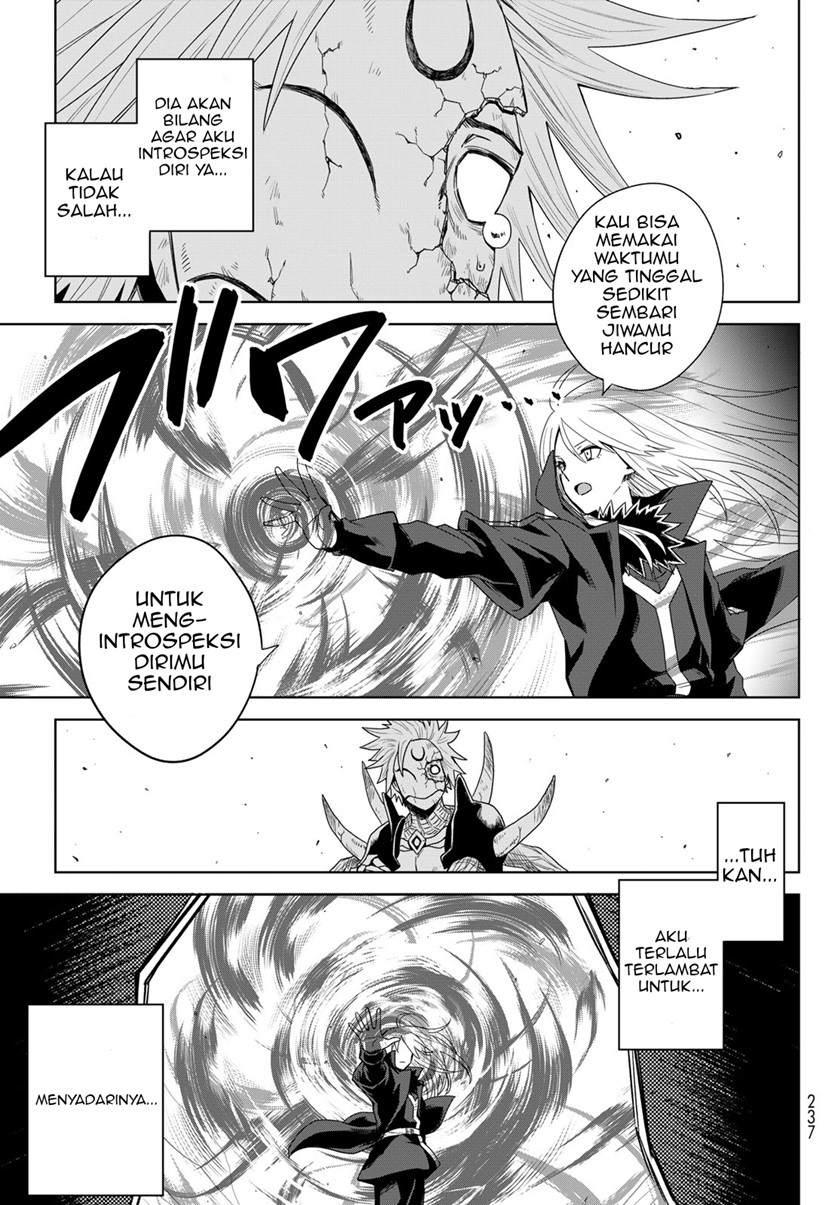 KALAU
TIDAK
SALAH...
DIA AKAN
BILANG
AGAR AKU
INTROSPEKSI
DIRI YA...
KAU BISA
MEMAKAI
WAKTUMU
YANG TINGGAL
SEDIKIT
SEMBARI
JIWAMU
HANCUR
ブワァッ…
UNTUK
MENG-
INTROSPEKSI
DIRIMU
SENDIRI
...TUH
KAN...
AKU
TERLALU
TERLAMBAT
UNTUK...
MENYADARINYA...
237